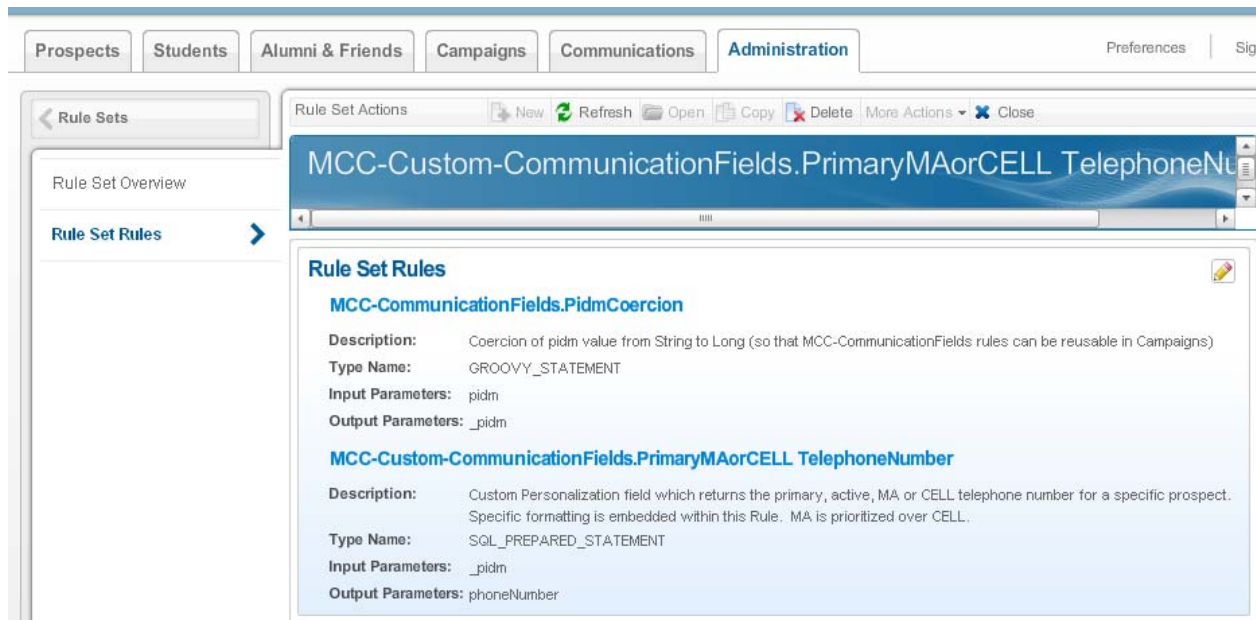 Prospects Students Alumni & Friends Campaigns Communications Administration Preferences Sig
Rule Sets
Rule Set Actions New Refresh Open Copy Delete More Actions Close
MCC-Custom-CommunicationFields.PrimaryMAorCELL TelephoneNu
Rule Set Overview
Rule Set Rules
Rule Set Rules
MCC-CommunicationFields.PidmCoercion
Description: Coercion of pidm value from String to Long (so that MCC-CommunicationFields rules can be reusable in Campaigns)
Type Name: GROOVY_STATEMENT
Input Parameters: pidm
Output Parameters: _pidm
MCC-Custom-CommunicationFields.PrimaryMAorCELL TelephoneNumber
Description: Custom Personalization field which returns the primary, active, MA or CELL telephone number for a specific prospect.
Specific formatting is embedded within this Rule. MA is prioritized over CELL.
Type Name: SQL_PREPARED_STATEMENT
Input Parameters: _pidm
Output Parameters: phoneNumber